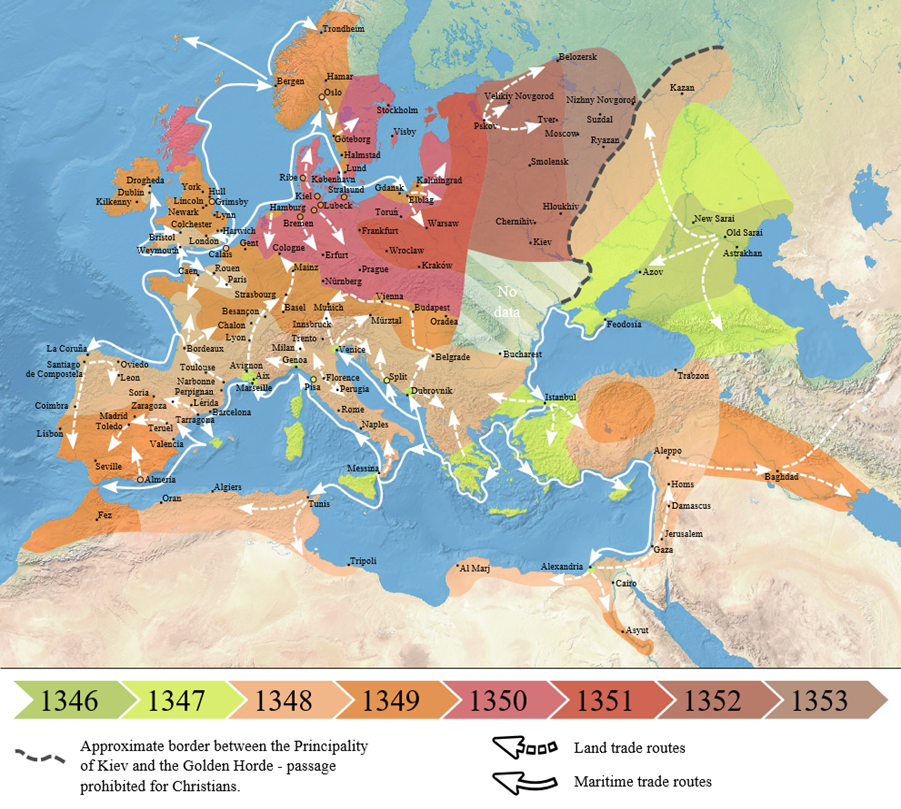 Trondheim
Belozersk
Hamar
Bergen
Oslo
Kazan
Velikiy Novgorod
Nizhny Novgorod
Stockholm
Pskov
Tver
Suzdal
Moscow
Visby
Göteborg
Ryazan
Halmstad
Smolensk
Lund
Ribe
København
Kaliningrad
Drogheda
York
Hull
Stralsund
Gdansk
Dublin
Lincoln
Grimsby
Kiel
Elbląg
Kilkenny
Newark
Lynn
Hamburg
Lubeck
Toruń
Hloukhiv
Colchester
Bremen
Warsaw
Chernihiv
New Sarai
Bristol
London
Harwich
Frankfurt
Old Sarai
Weymouth
Calais
Gent
Cologne
Erfurt
Wrocław
Kiev
Astrakhan
Caen
Rouen
Mainz
Prague
Kraków
Azov
Paris
Nürnberg
Strasbourg
Vienna
No
data
Besançon
Basel
Munich
Budapest
Chalon
Innsbruck
Mürztal
Oradea
Feodosia
La Coruña
Bordeaux
Lyon
Trento
Milan
Venice
Belgrade
Bucharest
Santiago
de Compostela
Oviedo
Leon
Toulouse
Avignon
Genoa
Aix
Marseille
Pisa
Florence
Perugia
Split
Trabzon
Narbonne
Perpignan
Dubrovnik
Coimbra
Soria
Zaragoza
Lérida
Barcelona
Istanbul
Madrid
Toledo
Tarragona
Rome
Lisbon
Teruel
Naples
Valencia
Aleppo
Seville
Almeria
Messina
Baghdad
Algiers
Homs
Oran
Tunis
Damascus
Fez
Jerusalem
Gaza
Tripoli
Al Marj
Alexandria
Cairo
Asyut
1346
1347
1348
1349
1350
1351
1352
1353
Approximate border between the Principality
of Kiev and the Golden Horde - passage
prohibited for Christians.
Land trade routes
Maritime trade routes